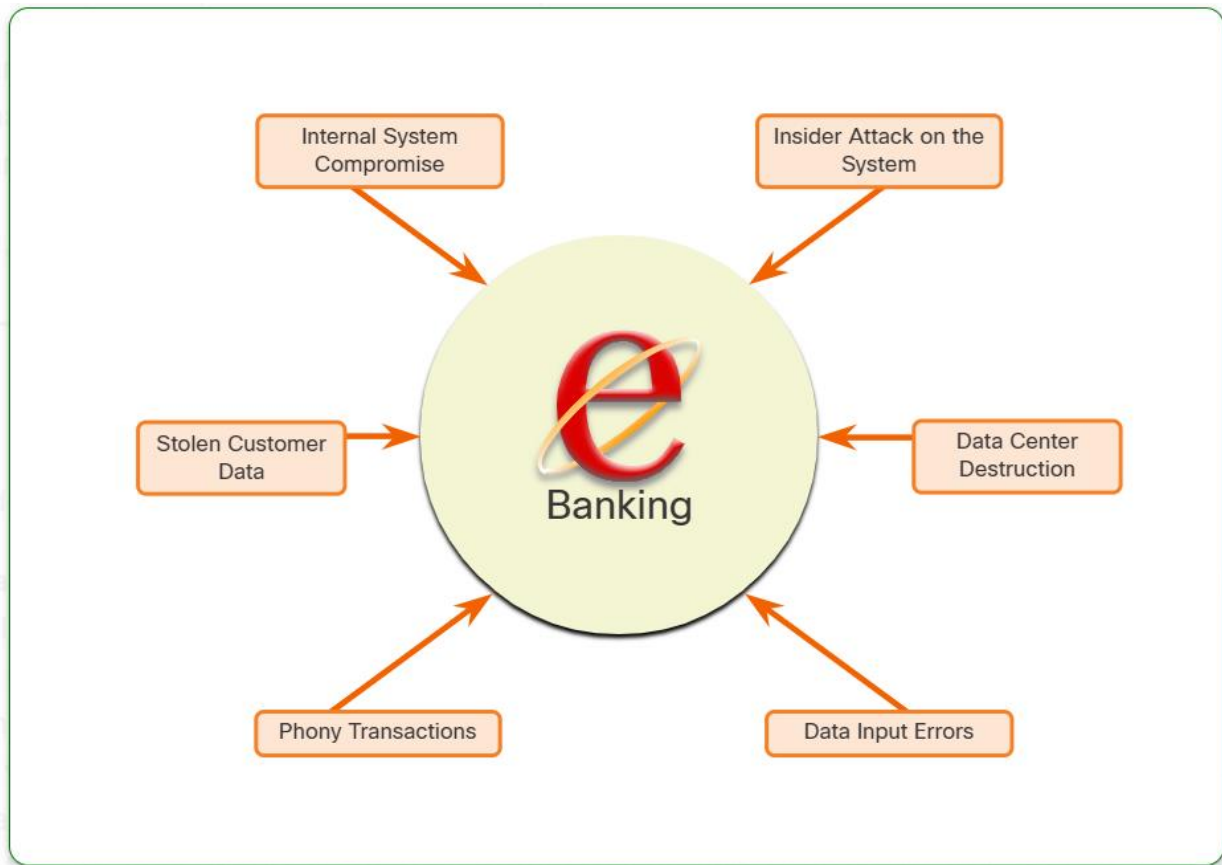 Internal System
Compromise
Insider Attack on the
System
Stolen Customer
Data
e
Banking
Data Center
Destruction
Phony Transactions
Data Input Errors